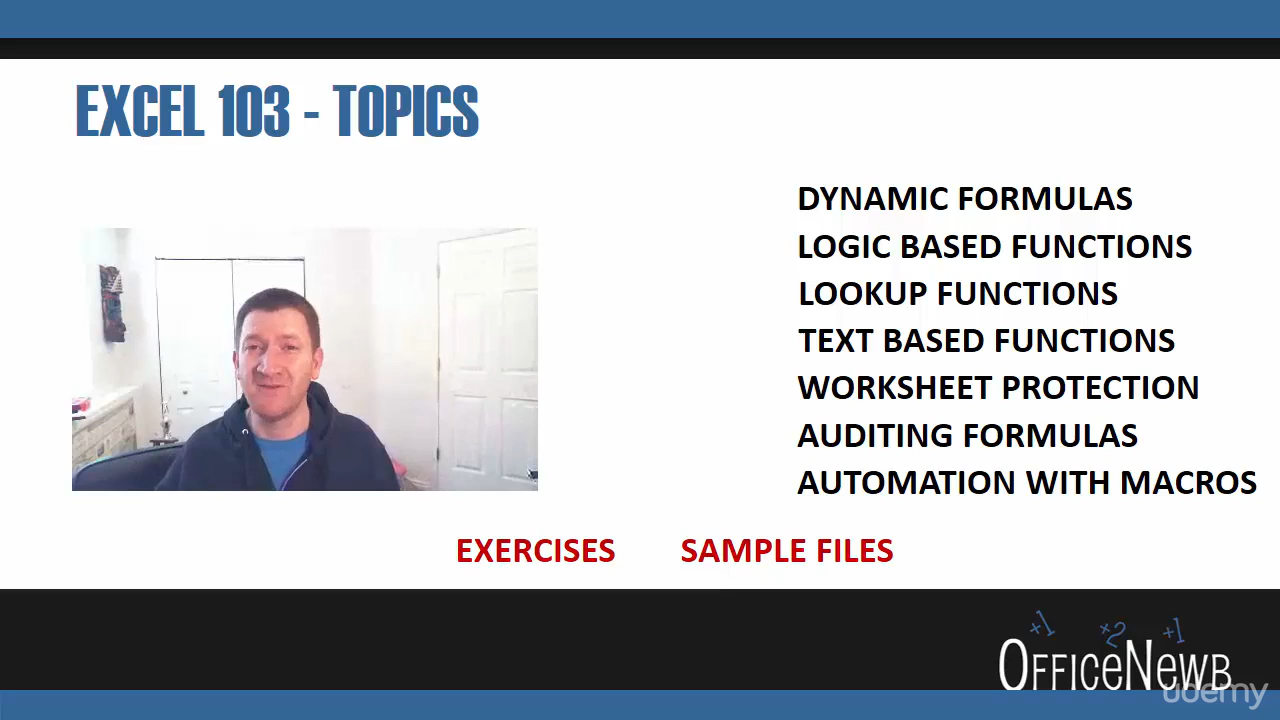 EXCEL 103 - TOPICS
DYNAMIC FORMULAS
LOGIC BASED FUNCTIONS
LOOKUP FUNCTIONS
TEXT BASED FUNCTIONS
WORKSHEET PROTECTION
AUDITING FORMULAS
AUTOMATION WITH MACROS
EXERCISES SAMPLE FILES
+1 ×2 +1
OFFICENEWB
udemy